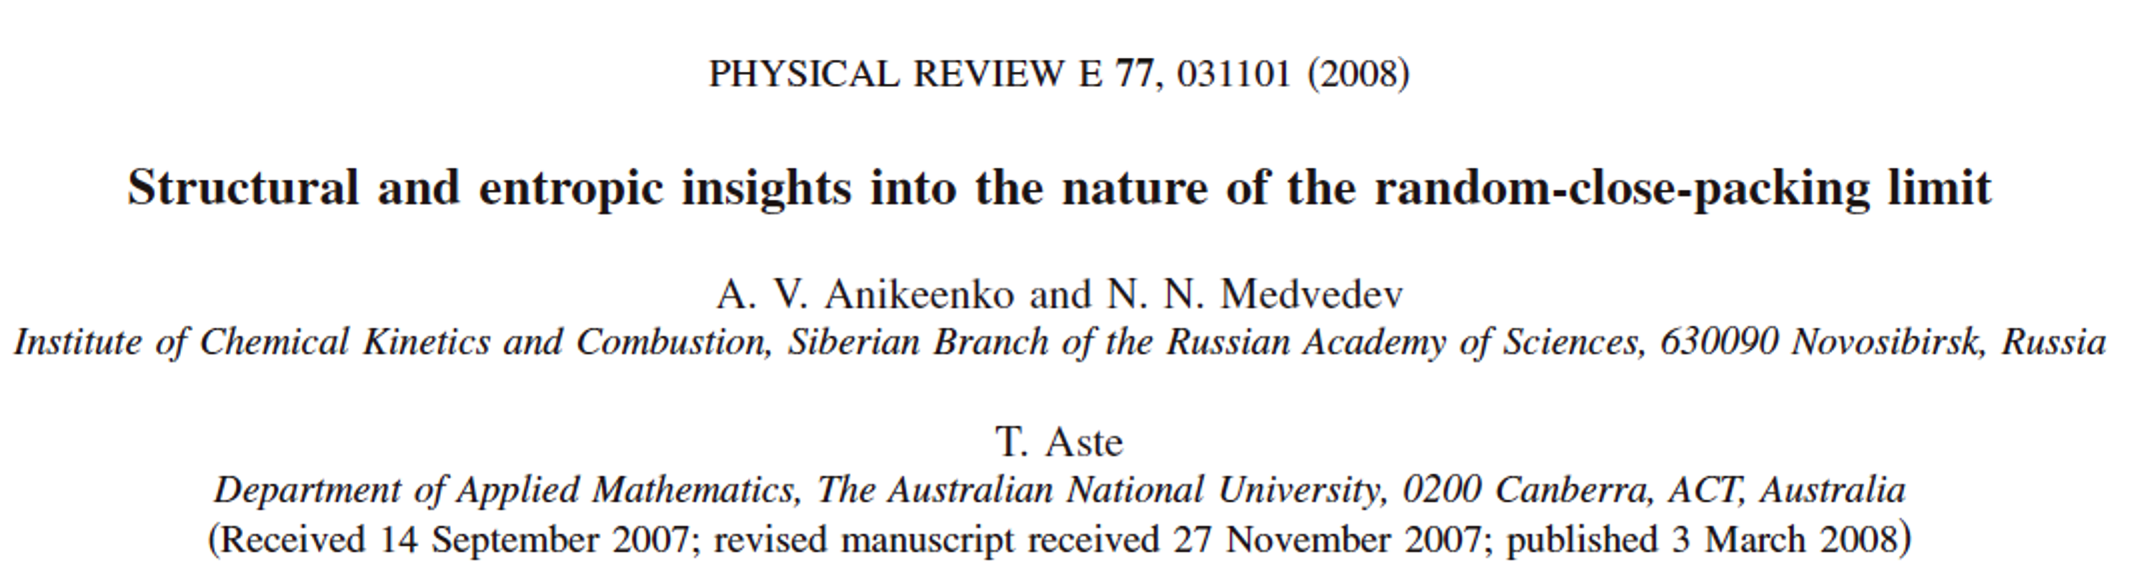 PHYSICAL REVIEW E 77, 031101 (2008)
Structural and entropic insights into the nature of the random-close-packing limit
A. V. Anikeenko and N. N. Medvedev
Institute of Chemical Kinetics and Combustion, Siberian Branch of the Russian Academy of Sciences, 630090 Novosibirsk, Russia
T. Aste
Department of Applied Mathematics, The Australian National University, 0200 Canberra, ACT, Australia
(Received 14 September 2007; revised manuscript received 27 November 2007; published 3 March 2008)